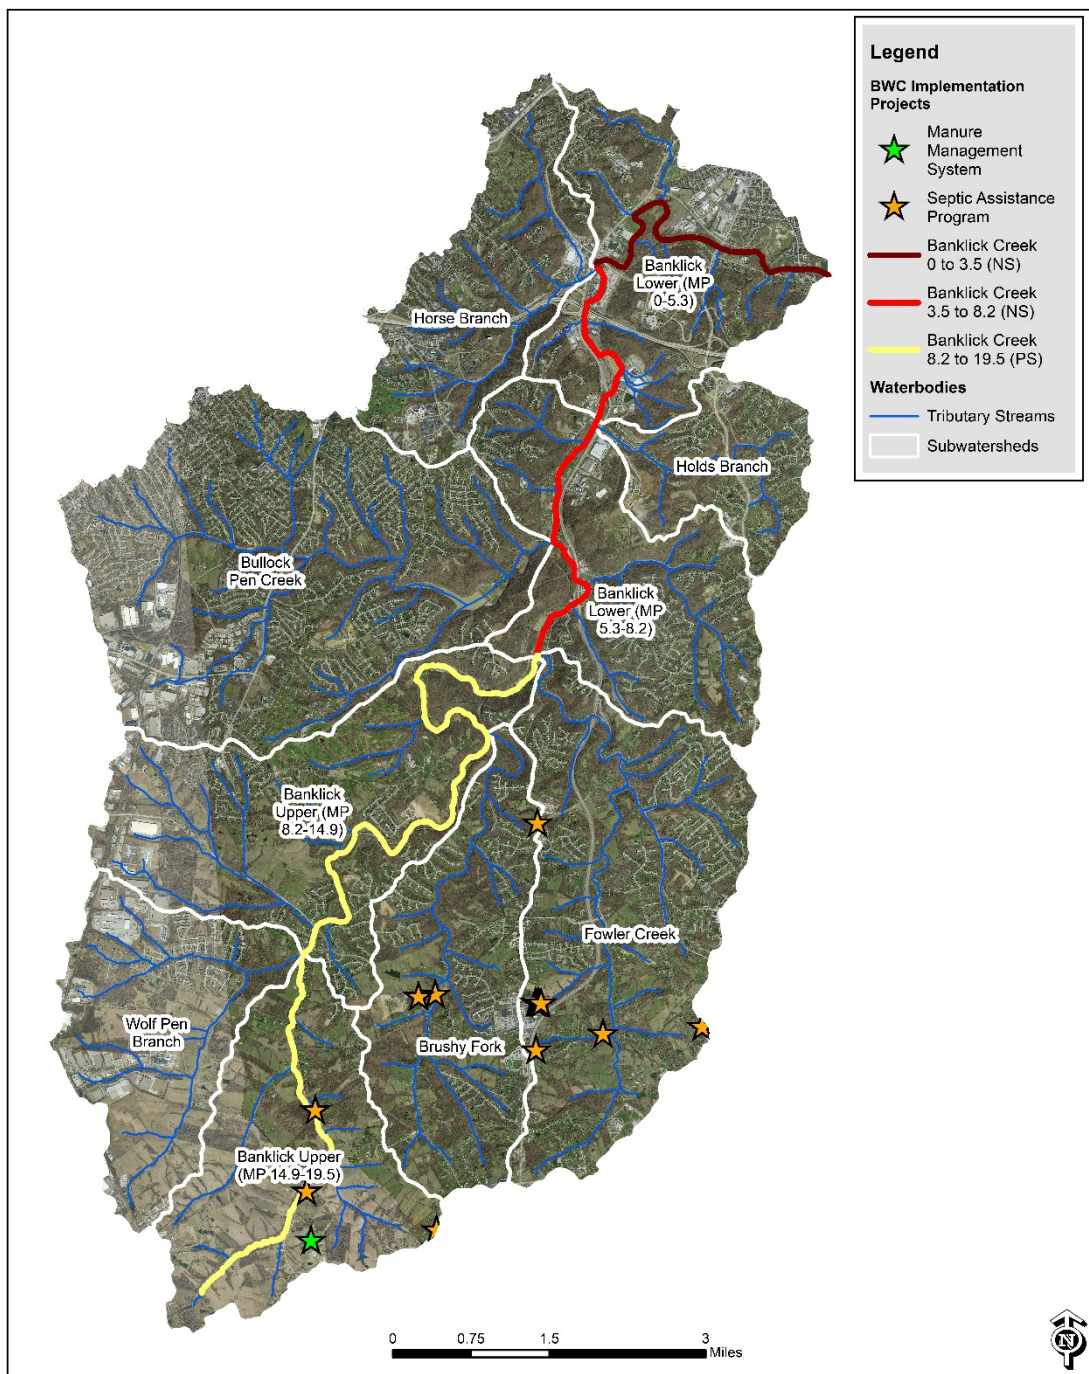 Legend
BWC Implementation
Projects
Manure
Management
System
Septic Assistance
Program
Banklick Creek
0 to 3.5 (NS)
Banklick Creek
3.5 to 8.2 (NS)
Banklick Creek
8.2 to 19.5 (PS)
Waterbodies
Tributary Streams
Subwatersheds
Banklick
Lower (MP
0-5.3)
Horse Branch
Holds Branch
Bullock
Pen Creek
Banklick
Lower (MP
5.3-8.2)
Banklick
Upper (MP
8.2-14.9)
Fowler Creek
Wolf Pen
Branch
Brushy Fork
Banklick Upper
(MP 14.9-19.5)
0 0.75 1.5 3
Miles
N